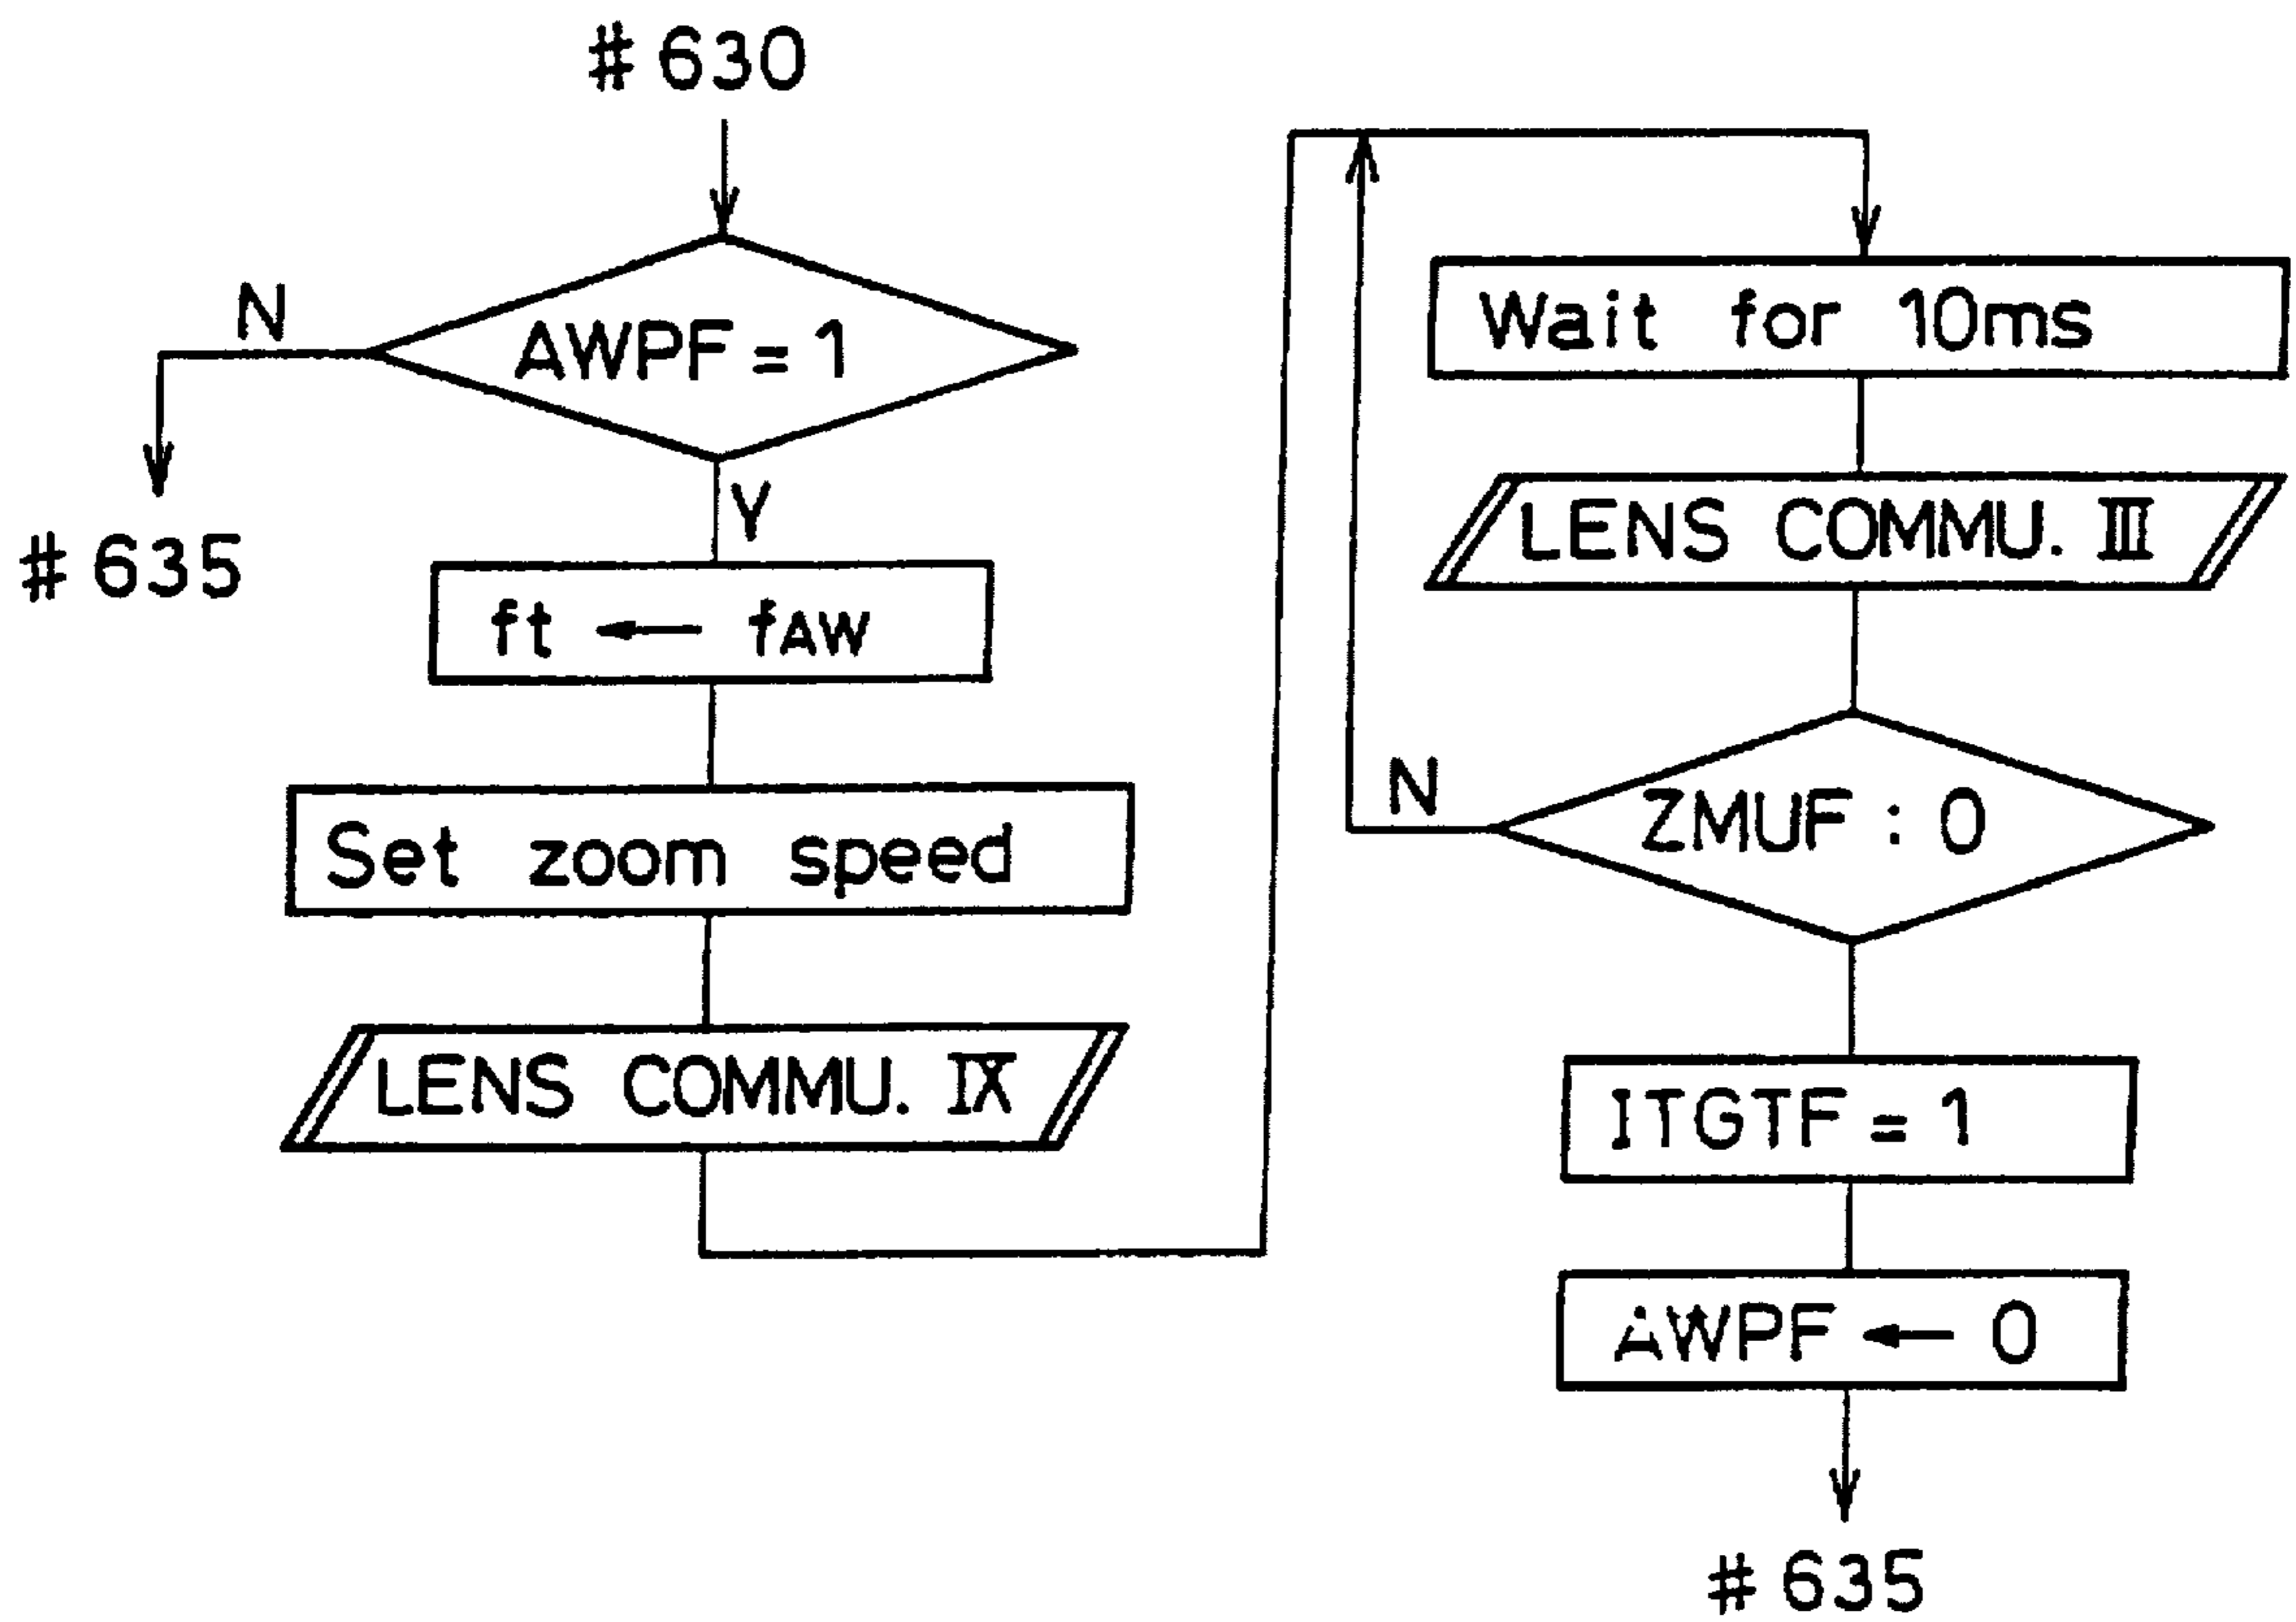 # 630
AWPF = 1
N
Y
# 635
ft ← fAW
Set zoom speed
LENS COMMU. IX
Wait for 10ms
LENS COMMU. III
ZMUF : 0
N
ITGTF = 1
AWPF ← 0
# 635